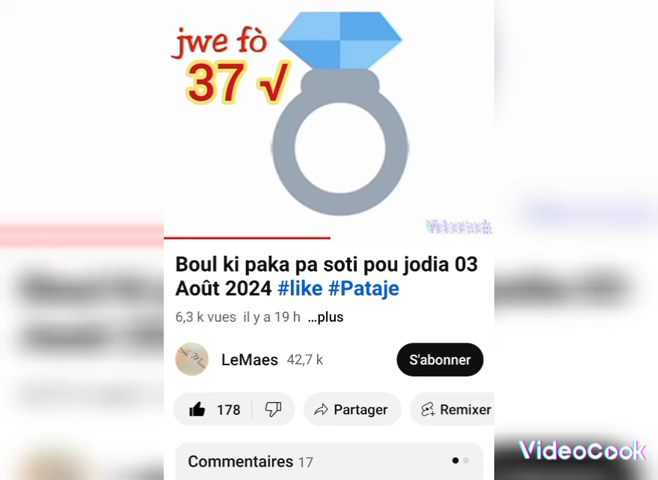 jwe fò
37 √
Videocook
Boul ki paka pa soti pou jodia 03
Août 2024 #like #Pataje
6,3 k vues il y a 19 h ...plus
LeMaes 42,7 k
S'abonner
178
Partager
Remixer
Commentaires 17
VideoCook